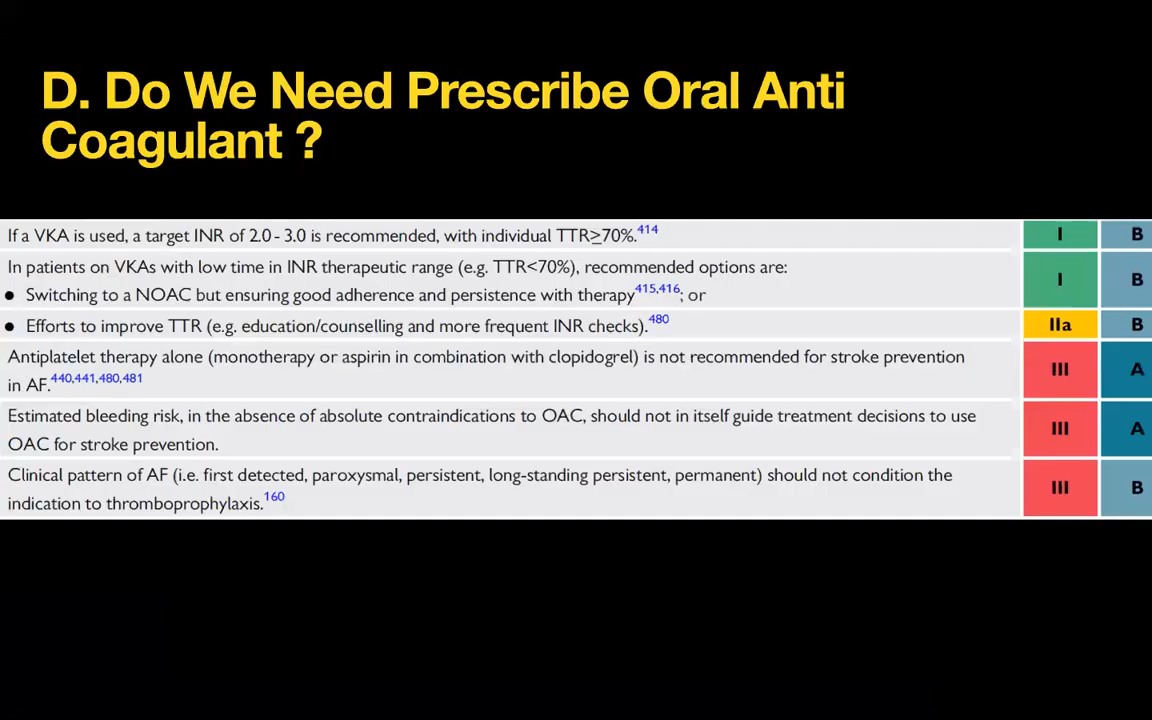 D. Do We Need Prescribe Oral Anti
Coagulant ?
If a VKA is used, a target INR of 2.0 - 3.0 is recommended, with individual TTR≥70%.414 I B
In patients on VKAs with low time in INR therapeutic range (e.g. TTR<70%), recommended options are:
● Switching to a NOAC but ensuring good adherence and persistence with therapy415,416; or I B
● Efforts to improve TTR (e.g. education/counselling and more frequent INR checks).480 IIa B
Antiplatelet therapy alone (monotherapy or aspirin in combination with clopidogrel) is not recommended for stroke prevention
in AF.440,441,480,481 III A
Estimated bleeding risk, in the absence of absolute contraindications to OAC, should not in itself guide treatment decisions to use
OAC for stroke prevention. III A
Clinical pattern of AF (i.e. first detected, paroxysmal, persistent, long-standing persistent, permanent) should not condition the
indication to thromboprophylaxis.160 III B